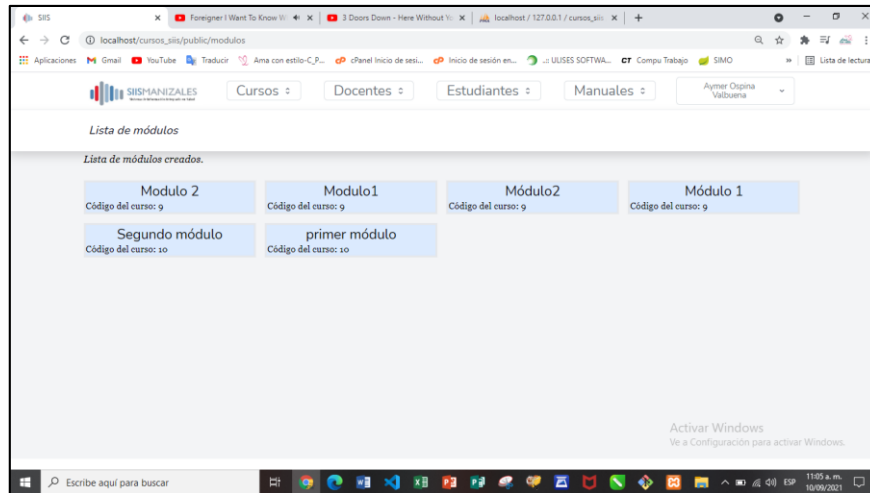 SIIS
Foreigner I Want To Know W
3 Doors Down - Here Without Yo
localhost / 127.0.0.1 / cursos_siis
localhost/cursos_siis/public/modulos
Aplicaciones Gmail YouTube Traducir Ama con estilo-C_P... cPanel Inicio de sesi... Inicio de sesión en... ..: ULISES SOFTWA... CT Compu Trabajo SIMO » Lista de lectura
SIISMANIZALES Cursos Docentes Estudiantes Manuales Aymer Ospina
Valbuena
Lista de módulos
Lista de módulos creados.
Modulo 2 Modulo1 Módulo2 Módulo 1
Código del curso: 9 Código del curso: 9 Código del curso: 9 Código del curso: 9
Segundo módulo primer módulo
Código del curso: 10 Código del curso: 10
Activar Windows
Ve a Configuración para activar Windows.
Escribe aquí para buscar ESP 11:05 a. m.
10/09/2021